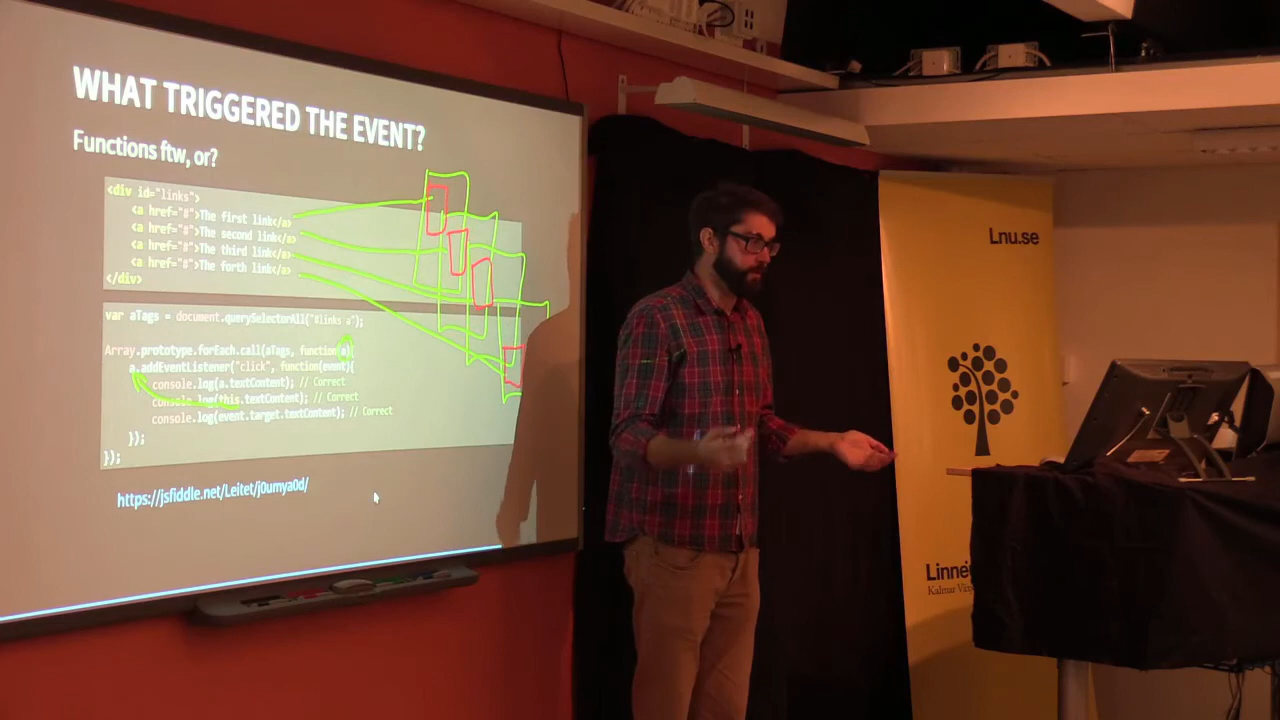 WHAT TRIGGERED THE EVENT?
Functions ftw, or?
<div id="links">
<a href="#">The first link</a>
<a href="#">The second link</a>
<a href="#">The third link</a>
<a href="#">The forth link</a>
</div>
var aTags = document.querySelectorAll("#links a");
Array.prototype.forEach.call(aTags, function(a){
a.addEventListener("click", function(event){
console.log(a.textContent); // Correct
console.log(this.textContent); // Correct
console.log(event.target.textContent); // Correct
});
});
https://jsfiddle.net/Leitet/j0umya0d/
Lnu.se
Linne
Kalmar Väx